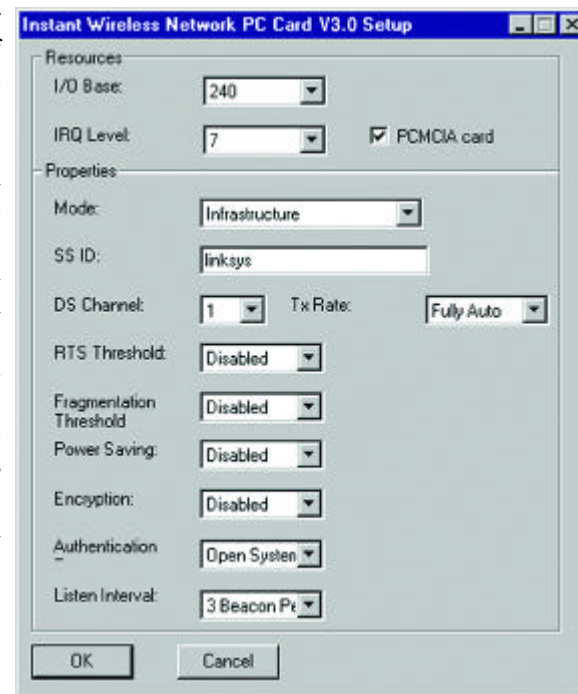 Instant Wireless Network PC Card V3.0 Setup
Resources
I/O Base: 240
IRQ Level: 7 PCMCIA card
Properties
Mode: Infrastructure
SS ID: linksys
DS Channel: 1 Tx Rate: Fully Auto
RTS Threshold: Disabled
Fragmentation
Threshold Disabled
Power Saving: Disabled
Encryption: Disabled
Authentication Open System
Listen Interval: 3 Beacon Pe
OK Cancel